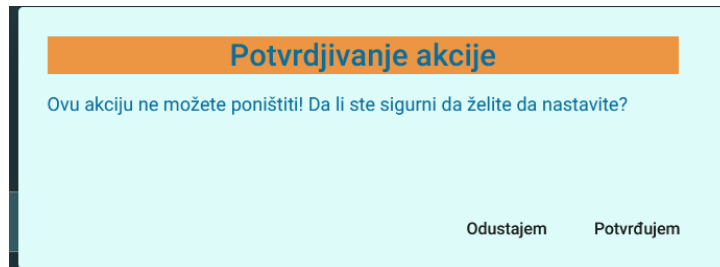 Potvrdjivanje akcije
Ovu akciju ne možete poništiti! Da li ste sigurni da želite da nastavite?
Odustajem Potvrđujem